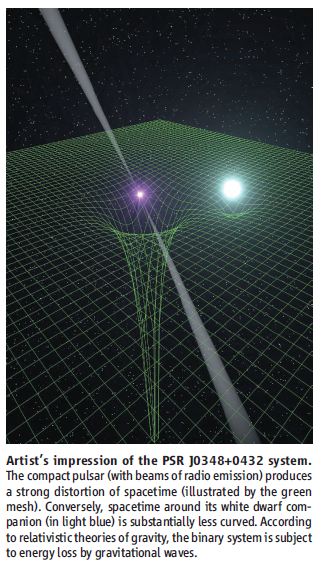 Artist's impression of the PSR J0348+0432 system.
The compact pulsar (with beams of radio emission) produces
a strong distortion of spacetime (illustrated by the green
mesh). Conversely, spacetime around its white dwarf com-
panion (in light blue) is substantially less curved. According
to relativistic theories of gravity, the binary system is subject
to energy loss by gravitational waves.